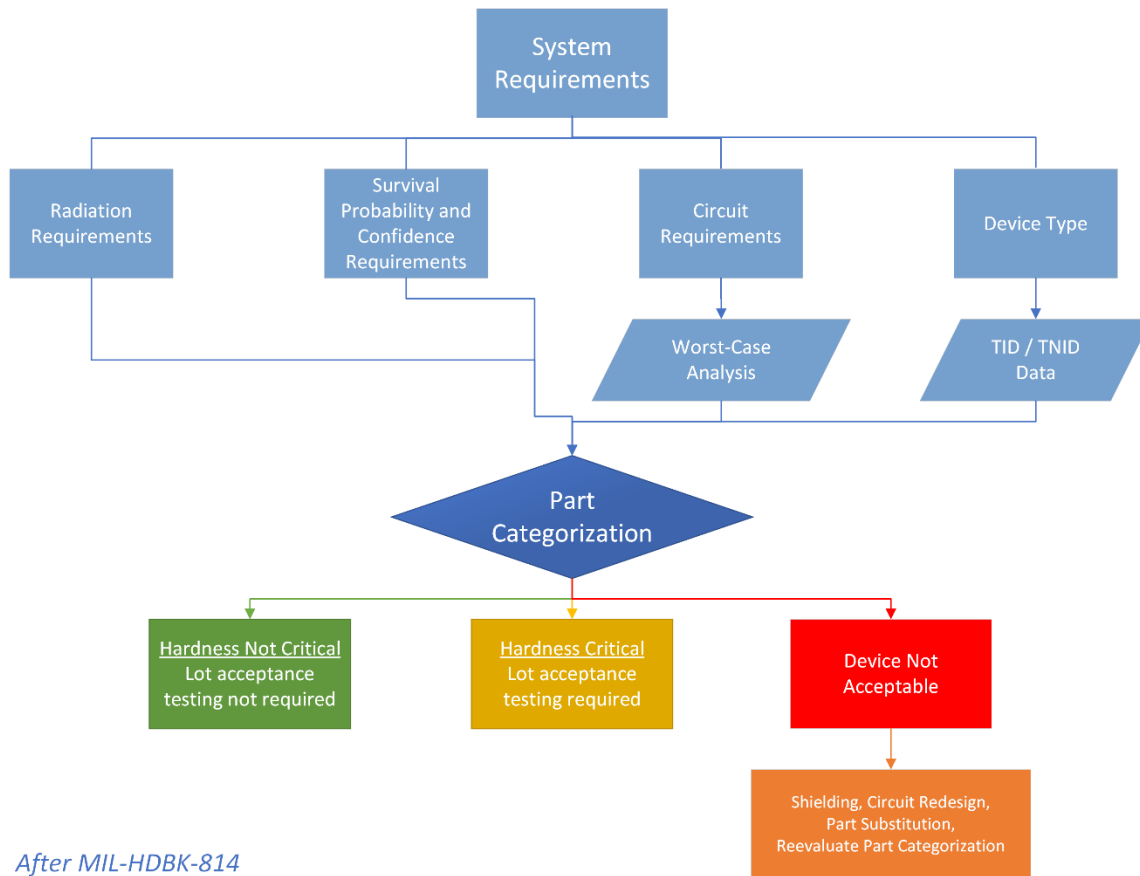 System
Requirements
Radiation
Requirements
Survival
Probability and
Confidence
Requirements
Circuit
Requirements
Device Type
Worst-Case
Analysis
TID / TNID
Data
Part
Categorization
Hardness Not Critical
Lot acceptance
testing not required
Hardness Critical
Lot acceptance
testing required
Device Not
Acceptable
Shielding, Circuit Redesign,
Part Substitution,
Reevaluate Part Categorization
After MIL-HDBK-814